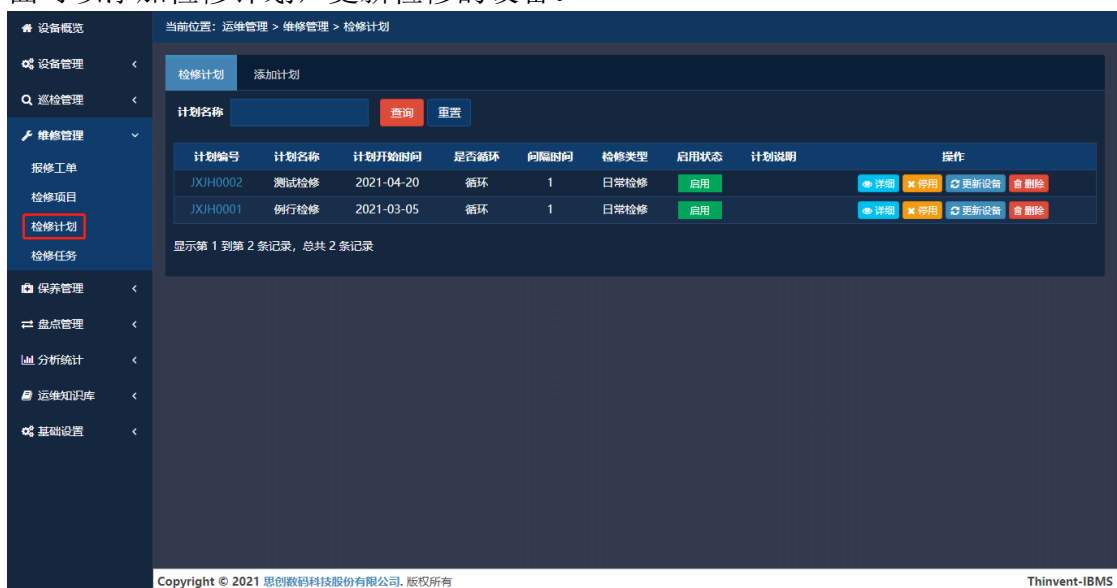 面可以添加检修计划，更新检修的设备。
设备概览
当前位置：运维管理 > 维修管理 > 检修计划
设备管理
检修计划 添加计划
巡检管理
计划名称 查询 重置
维修管理
计划编号 计划名称 计划开始时间 是否循环 间隔时间 检修类型 启用状态 计划说明 操作
报修工单
JXJH0002 测试检修 2021-04-20 循环 1 日常检修 启用 详细 停用 更新设备 删除
检修项目
JXJH0001 例行检修 2021-03-05 循环 1 日常检修 启用 详细 停用 更新设备 删除
检修计划
显示第 1 到第 2 条记录，总共 2 条记录
检修任务
保养管理
盘点管理
分析统计
运维知识库
基础设置
Copyright © 2021 思创数码科技股份有限公司. 版权所有 Thinvent-IBMS